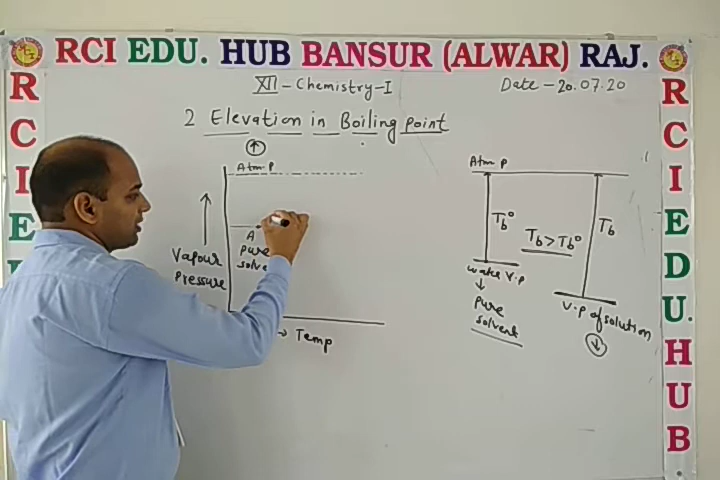 RCI EDU. HUB BANSUR (ALWAR) RAJ.
XII - Chemistry - I
Date - 20.07.20
2 Elevation in Boiling point
↑
Atm. P
A
Pure
solve
Vapour
Pressure
→ Temp
Atm P
Tb°
Tb > Tb°
Tb
water V.P
↓
Pure
solvent
V.P of solution
↓
R
C
I
E
R
C
I
E
D
U.
H
U
B